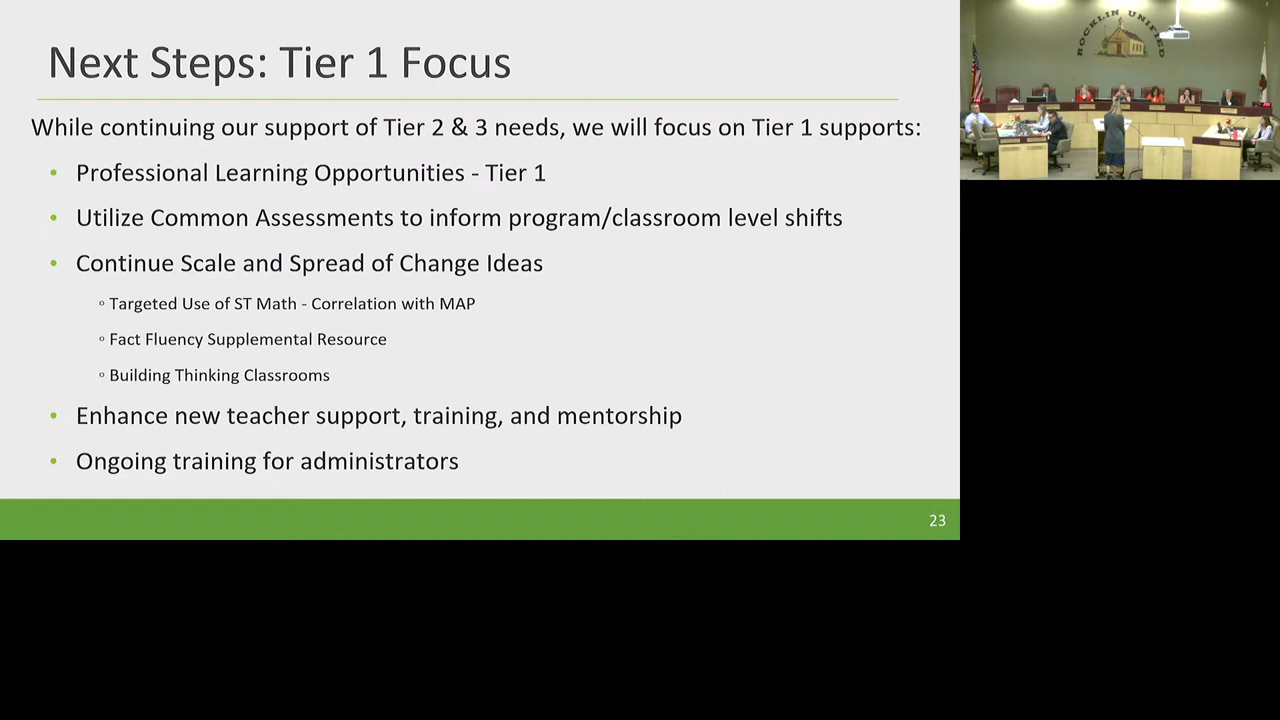 Next Steps: Tier 1 Focus
While continuing our support of Tier 2 & 3 needs, we will focus on Tier 1 supports:
• Professional Learning Opportunities - Tier 1
• Utilize Common Assessments to inform program/classroom level shifts
• Continue Scale and Spread of Change Ideas
◦ Targeted Use of ST Math - Correlation with MAP
◦ Fact Fluency Supplemental Resource
◦ Building Thinking Classrooms
• Enhance new teacher support, training, and mentorship
• Ongoing training for administrators
23
ROCKLIN UNIFIED